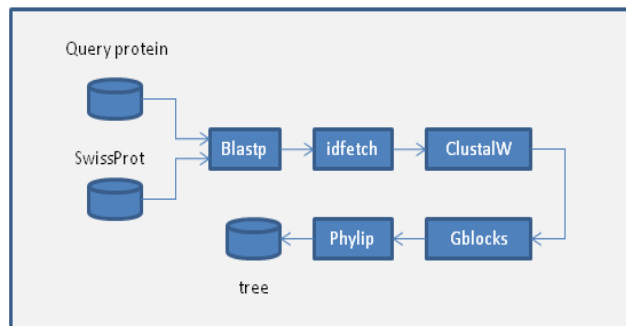 Query protein
SwissProt
Blastp
idfetch
ClustalW
Phylip
Gblocks
tree